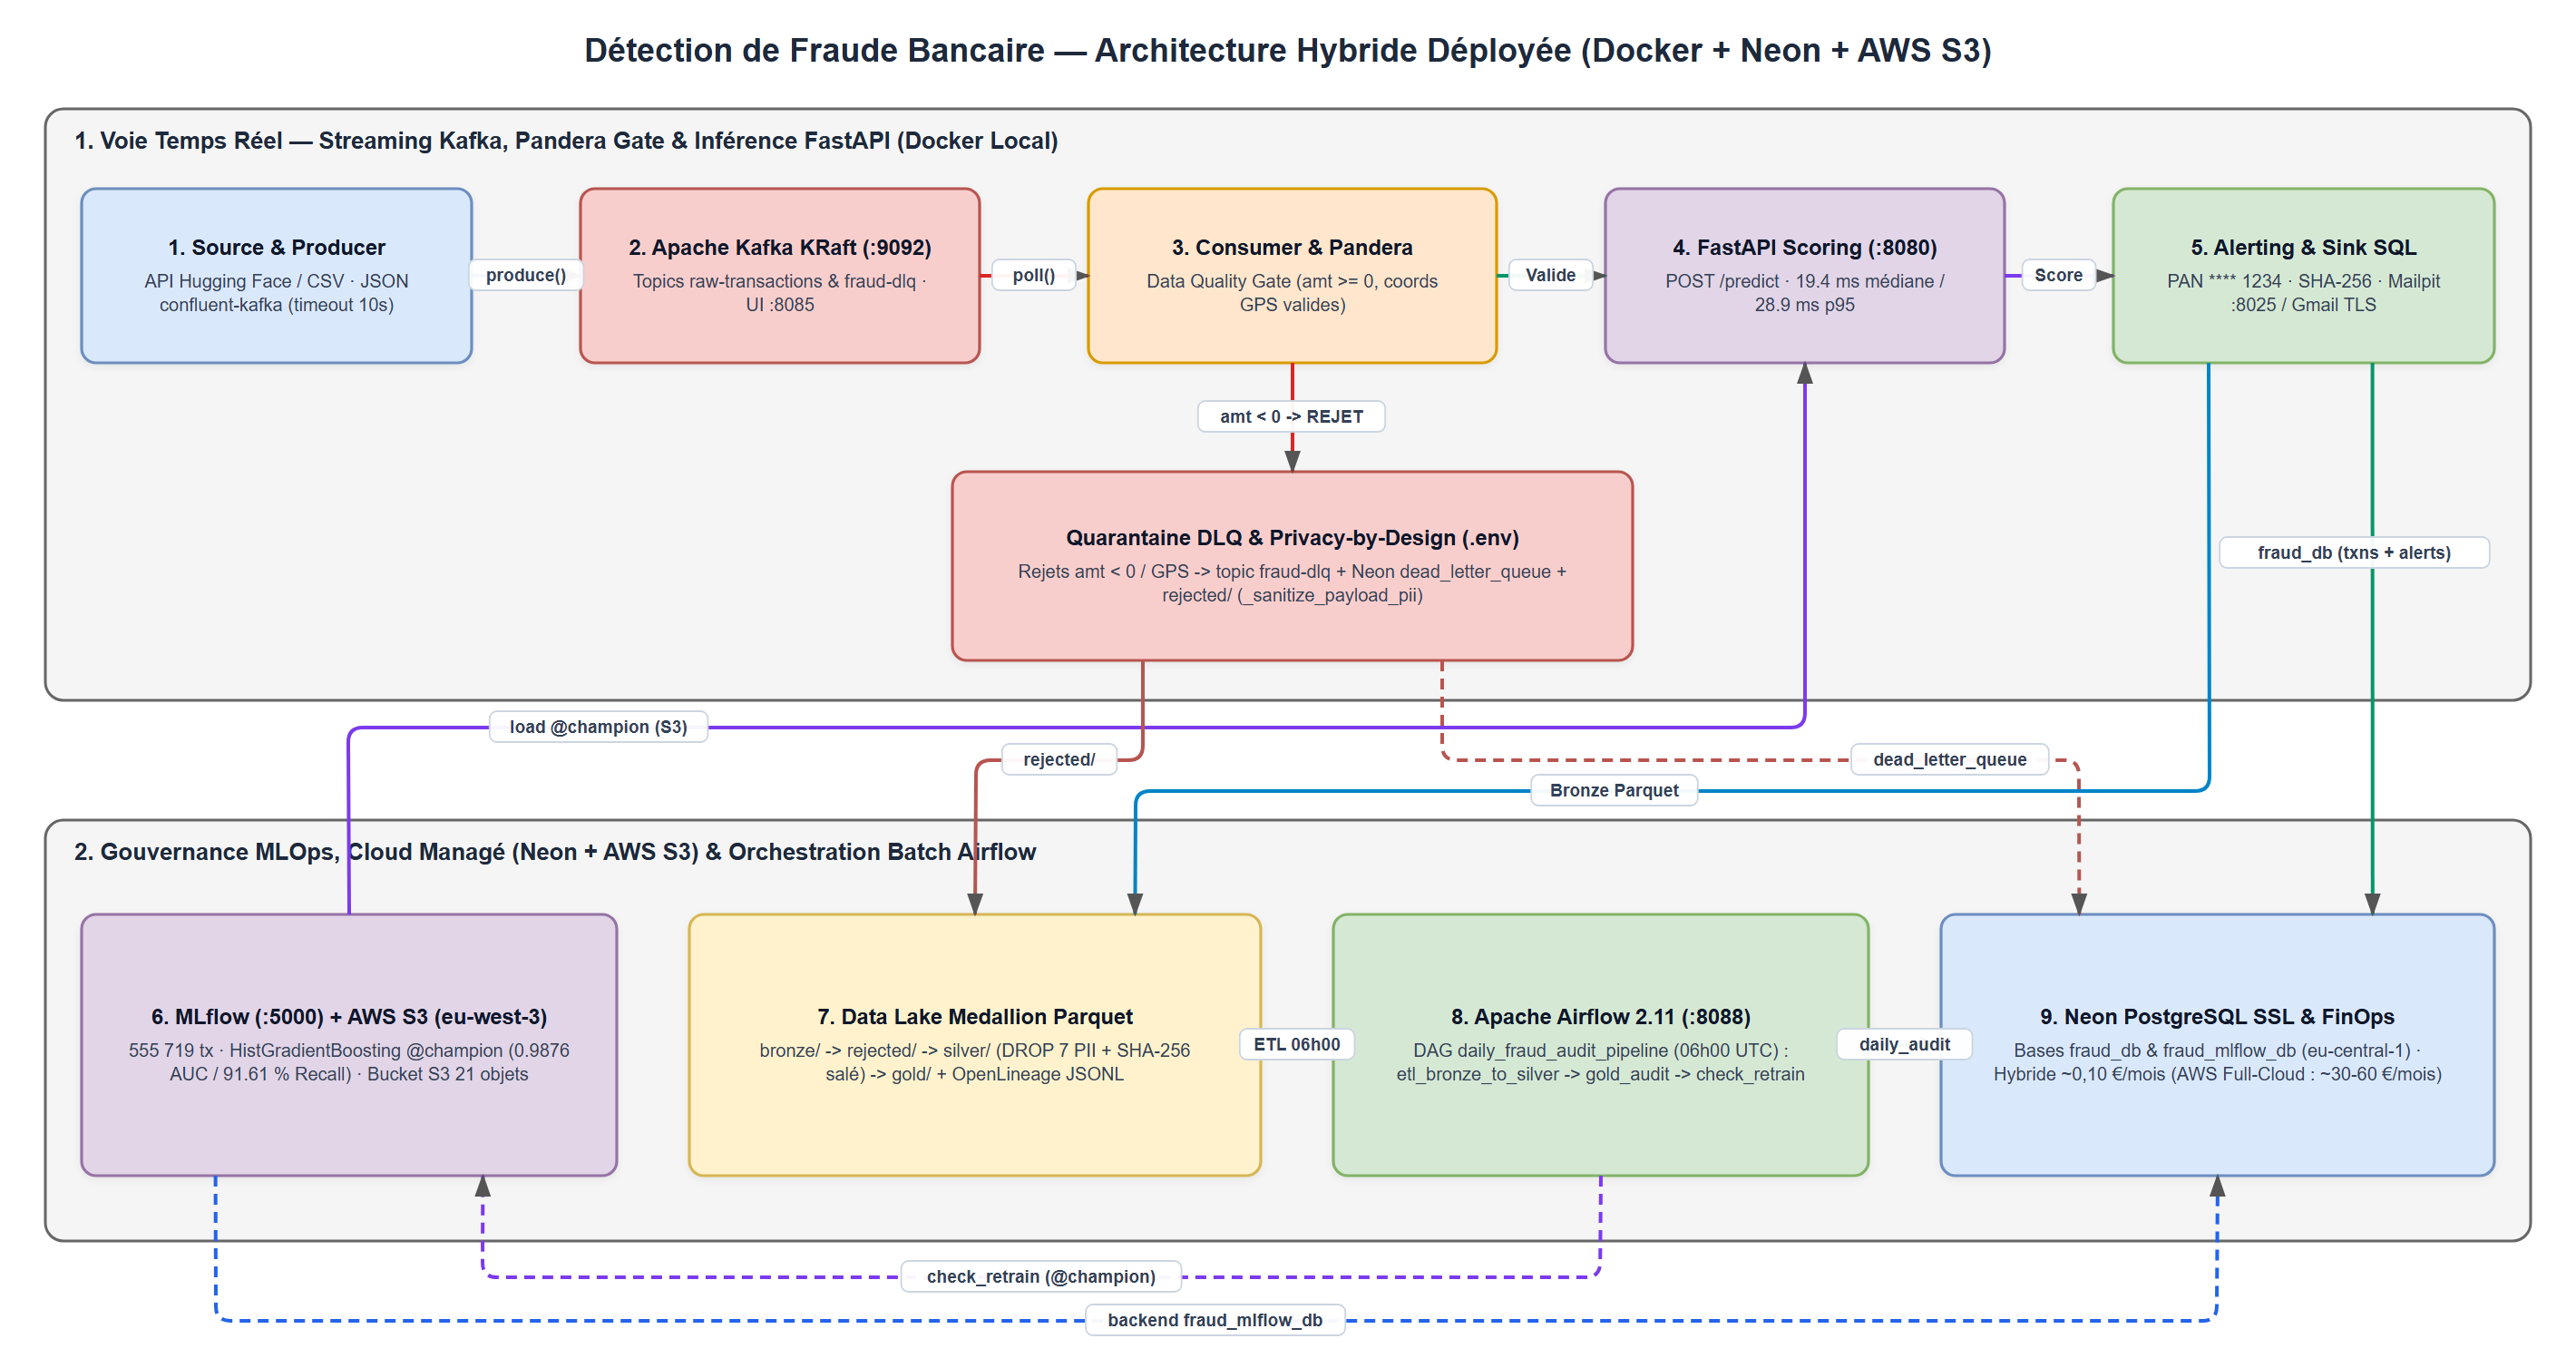 Détection de Fraude Bancaire — Architecture Hybride Déployée (Docker + Neon + AWS S3)
1. Voie Temps Réel — Streaming Kafka, Pandera Gate & Inférence FastAPI (Docker Local)
1. Source & Producer
API Hugging Face / CSV · JSON
confluent-kafka (timeout 10s)
produce()
2. Apache Kafka KRaft (:9092)
Topics raw-transactions & fraud-dlq ·
UI :8085
poll()
3. Consumer & Pandera
Data Quality Gate (amt >= 0, coords
GPS valides)
Valide
4. FastAPI Scoring (:8080)
POST /predict · 19.4 ms médiane /
28.9 ms p95
Score
5. Alerting & Sink SQL
PAN **** 1234 · SHA-256 · Mailpit
:8025 / Gmail TLS
amt < 0 -> REJET
Quarantaine DLQ & Privacy-by-Design (.env)
Rejets amt < 0 / GPS -> topic fraud-dlq + Neon dead_letter_queue +
rejected/ (_sanitize_payload_pii)
fraud_db (txns + alerts)
load @champion (S3)
rejected/
dead_letter_queue
Bronze Parquet
2. Gouvernance MLOps, Cloud Managé (Neon + AWS S3) & Orchestration Batch Airflow
6. MLflow (:5000) + AWS S3 (eu-west-3)
555 719 tx · HistGradientBoosting @champion (0.9876
AUC / 91.61 % Recall) · Bucket S3 21 objets
7. Data Lake Medallion Parquet
bronze/ -> rejected/ -> silver/ (DROP 7 PII + SHA-256
salé) -> gold/ + OpenLineage JSONL
ETL 06h00
8. Apache Airflow 2.11 (:8088)
DAG daily_fraud_audit_pipeline (06h00 UTC) :
etl_bronze_to_silver -> gold_audit -> check_retrain
daily_audit
9. Neon PostgreSQL SSL & FinOps
Bases fraud_db & fraud_mlflow_db (eu-central-1) ·
Hybride ~0,10 €/mois (AWS Full-Cloud : ~30-60 €/mois)
check_retrain (@champion)
backend fraud_mlflow_db